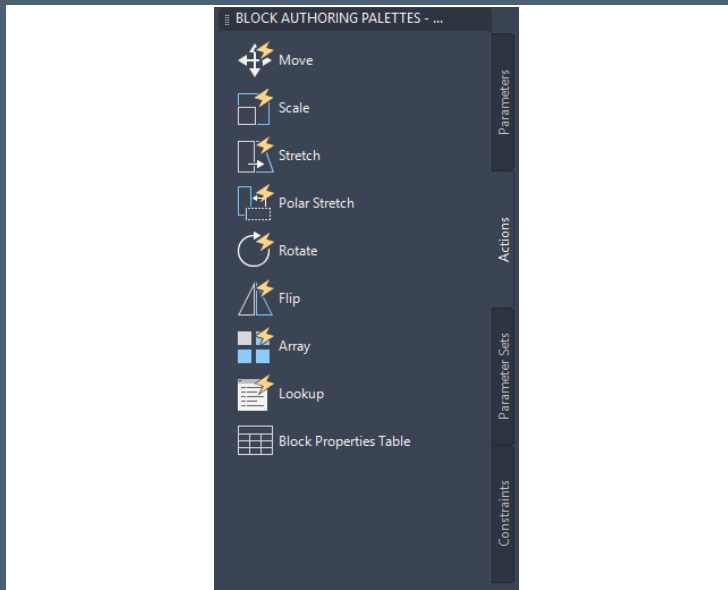 BLOCK AUTHORING PALETTES - ...
Move
Scale
Stretch
Polar Stretch
Rotate
Flip
Array
Lookup
Block Properties Table
Parameters
Actions
Parameter Sets
Constraints